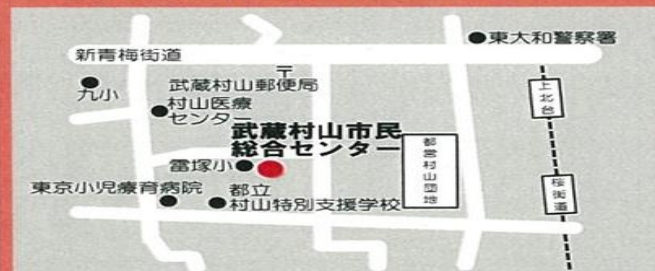 東大和警察署
新青梅街道
〒
武蔵村山郵便局
九小
村山医療
センター
上北台
武蔵村山市民
総合センター
雷塚小
都営村山団地
東京小児療育病院
都立
村山特別支援学校
桜街道